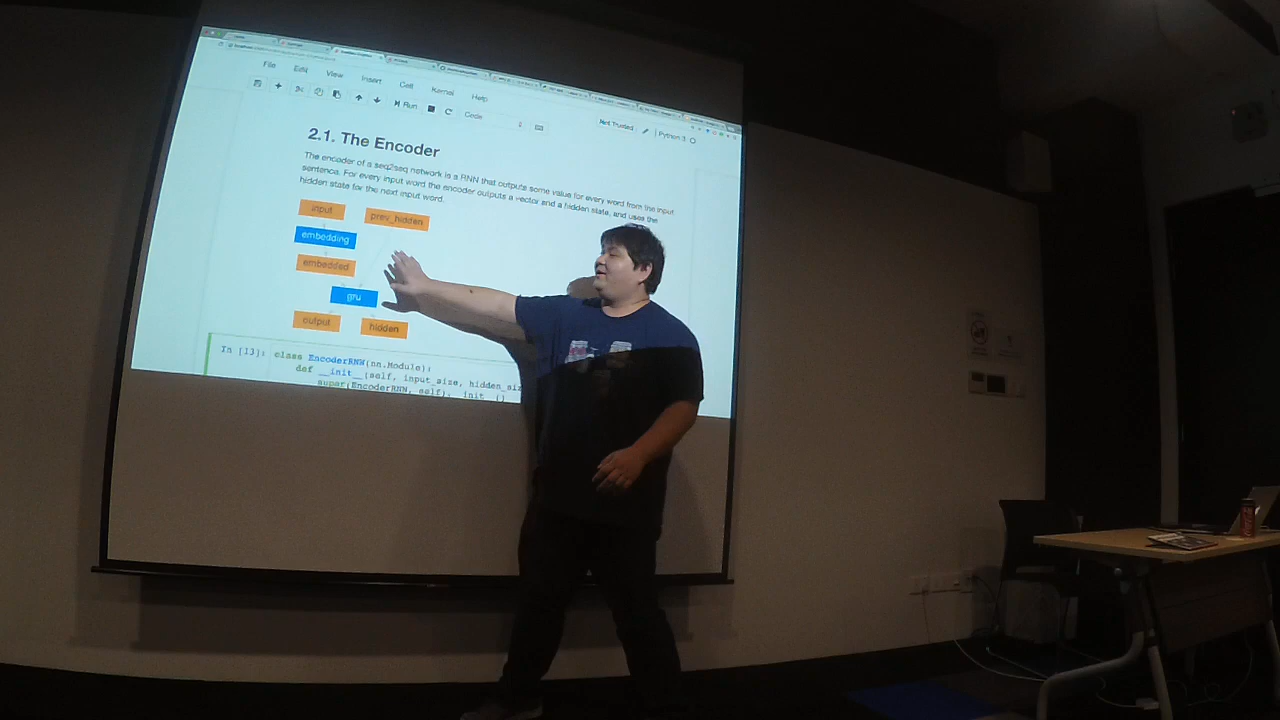 File Edit View Insert Cell Kernel Help
Run Code Not Trusted Python 3
2.1. The Encoder
The encoder of a seq2seq network is a RNN that outputs some value for every word from the input
sentence. For every input word the encoder outputs a vector and a hidden state, and uses the
hidden state for the next input word.
input prev_hidden
embedding
embedded
gru
output hidden
In [13]: class EncoderRNN(nn.Module):
def __init__(self, input_size, hidden_siz
super(EncoderRNN, self).__init__()